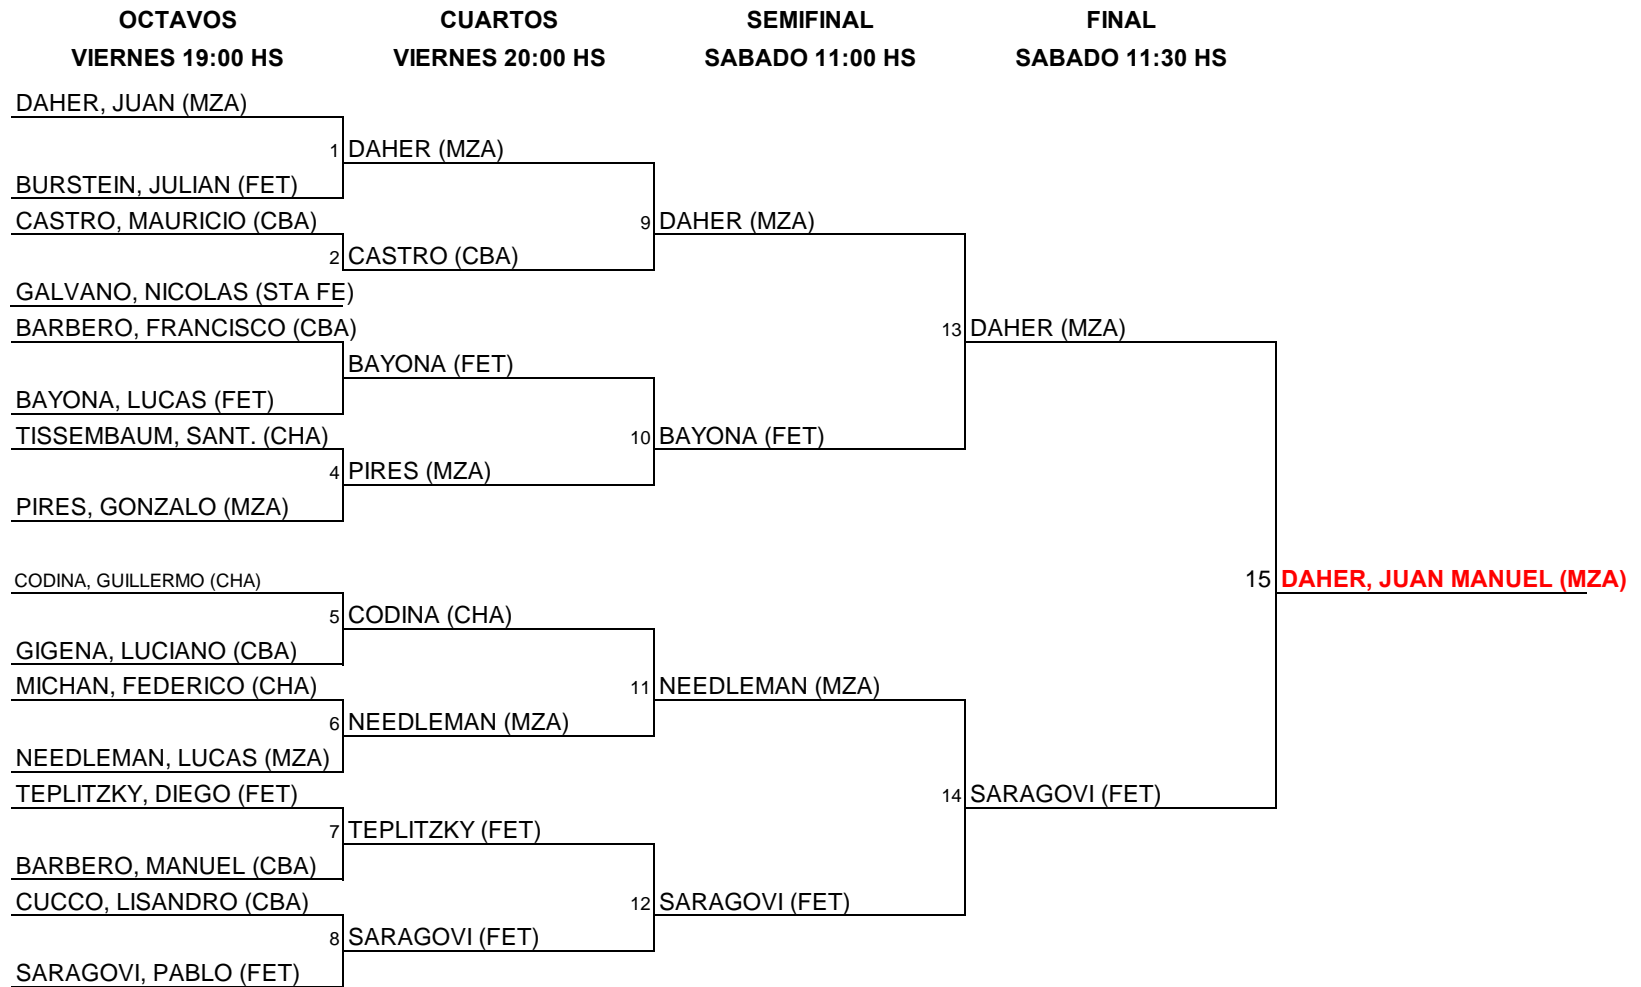 OCTAVOS CUARTOS SEMIFINAL FINAL
VIERNES 19:00 HS VIERNES 20:00 HS SABADO 11:00 HS SABADO 11:30 HS
DAHER, JUAN (MZA)
1 DAHER (MZA)
BURSTEIN, JULIAN (FET)
CASTRO, MAURICIO (CBA) 9 DAHER (MZA)
2 CASTRO (CBA)
GALVANO, NICOLAS (STA FE)
BARBERO, FRANCISCO (CBA) 13 DAHER (MZA)
BAYONA (FET)
BAYONA, LUCAS (FET)
TISSEMBAUM, SANT. (CHA) 10 BAYONA (FET)
4 PIRES (MZA)
PIRES, GONZALO (MZA)
CODINA, GUILLERMO (CHA) 15 DAHER, JUAN MANUEL (MZA)
5 CODINA (CHA)
GIGENA, LUCIANO (CBA)
MICHAN, FEDERICO (CHA) 11 NEEDLEMAN (MZA)
6 NEEDLEMAN (MZA)
NEEDLEMAN, LUCAS (MZA)
TEPLITZKY, DIEGO (FET) 14 SARAGOVI (FET)
7 TEPLITZKY (FET)
BARBERO, MANUEL (CBA)
CUCCO, LISANDRO (CBA) 12 SARAGOVI (FET)
8 SARAGOVI (FET)
SARAGOVI, PABLO (FET)